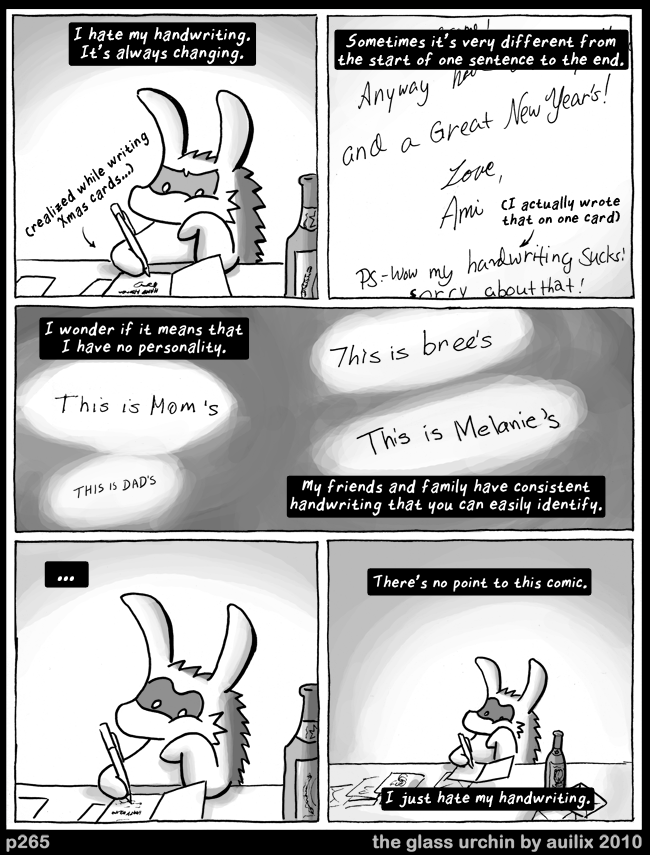 I hate my handwriting.
It's always changing.
(realized while writing
Xmas cards...)
Sometimes it's very different from
the start of one sentence to the end.
Anyway
and a Great New Year's!
Love,
Ami
(I actually wrote
that on one card)
PS.-Wow my handwriting Sucks!
sorry about that!
I wonder if it means that
I have no personality.
This is bree's
This is Mom's
This is Melanie's
THIS IS DAD'S
My friends and family have consistent
handwriting that you can easily identify.
...
There's no point to this comic.
I just hate my handwriting.
p265
the glass urchin by auilix 2010